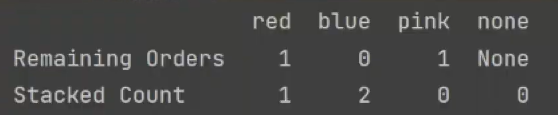 red blue pink none
Remaining Orders 1 0 1 None
Stacked Count 1 2 0 0